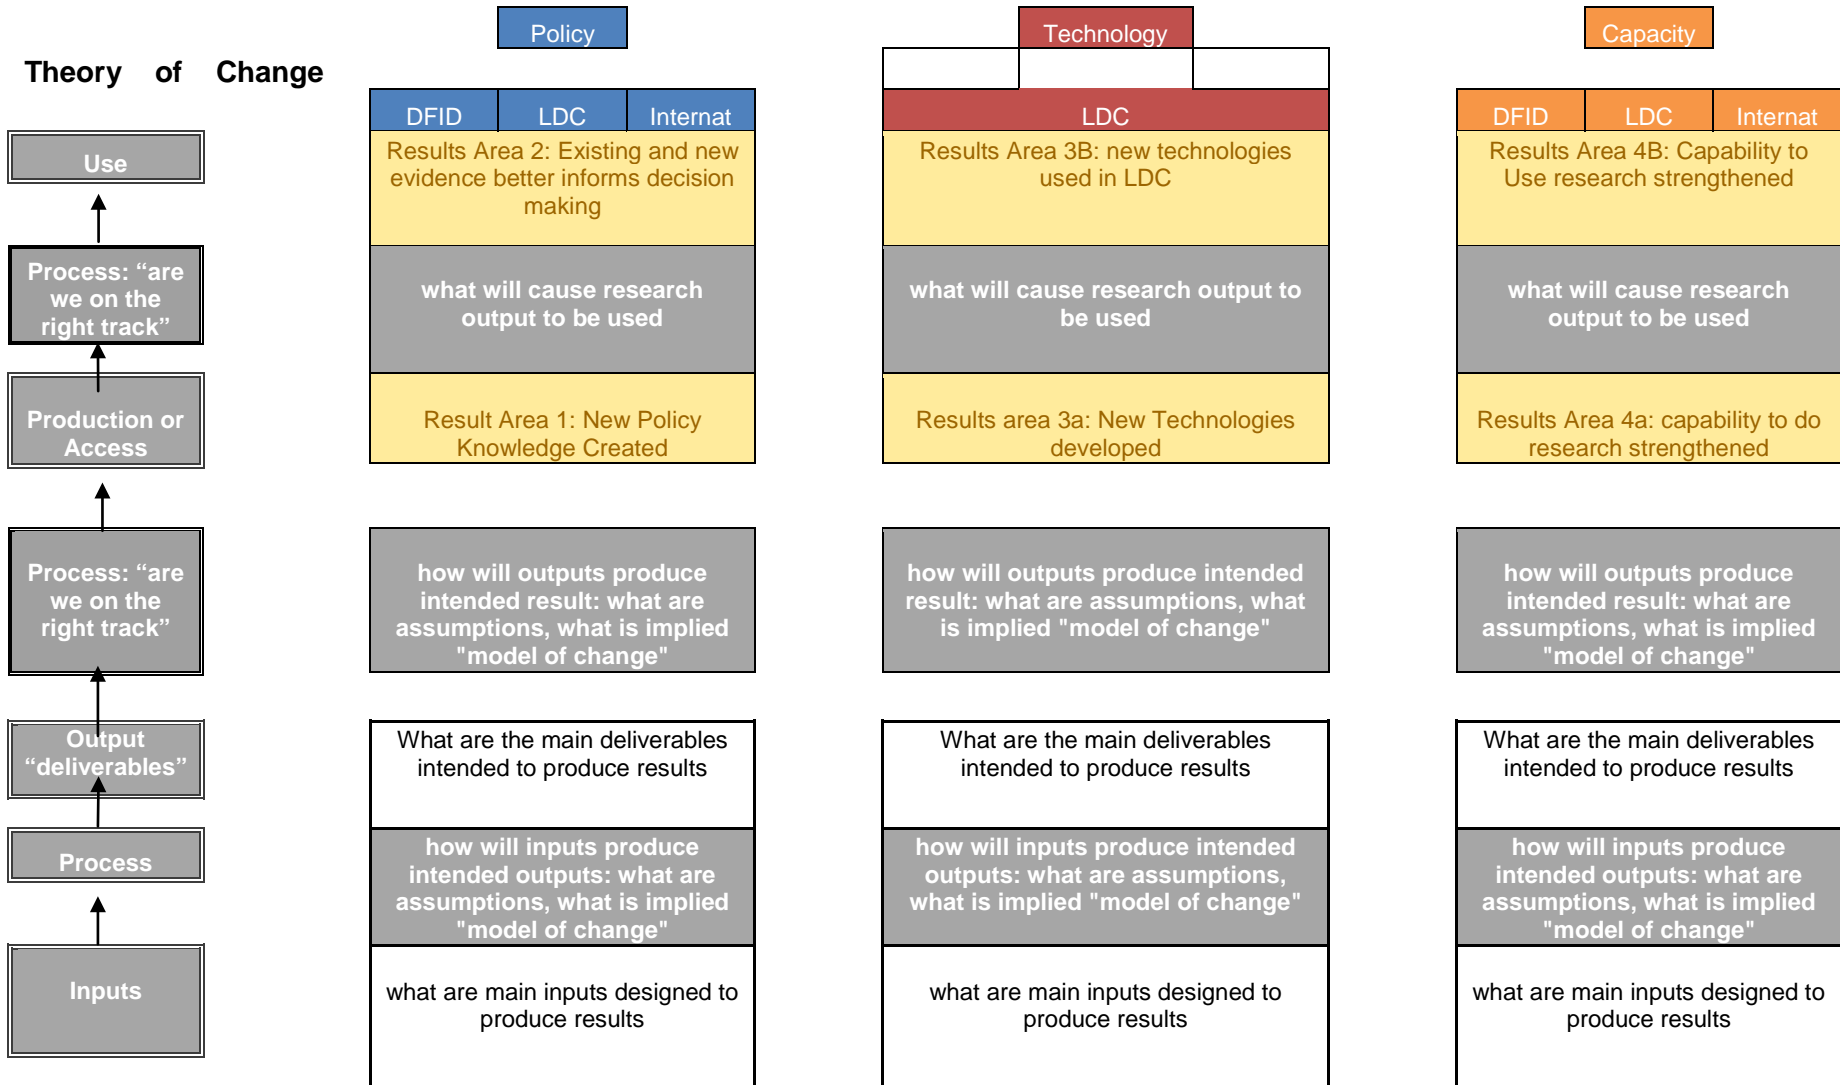 Policy
Technology
Capacity
Theory of Change
DFID
LDC
Internat
LDC
DFID
LDC
Internat
Use
Results Area 2: Existing and new
evidence better informs decision
making
Results Area 3B: new technologies
used in LDC
Results Area 4B: Capability to
Use research strengthened
Process: “are
we on the
right track”
what will cause research
output to be used
what will cause research output to
be used
what will cause research
output to be used
Production or
Access
Result Area 1: New Policy
Knowledge Created
Results area 3a: New Technologies
developed
Results Area 4a: capability to do
research strengthened
Process: “are
we on the
right track”
how will outputs produce
intended result: what are
assumptions, what is implied
"model of change"
how will outputs produce intended
result: what are assumptions, what
is implied "model of change"
how will outputs produce
intended result: what are
assumptions, what is implied
"model of change"
Output
“deliverables”
What are the main deliverables
intended to produce results
What are the main deliverables
intended to produce results
What are the main deliverables
intended to produce results
Process
how will inputs produce
intended outputs: what are
assumptions, what is implied
"model of change"
how will inputs produce intended
outputs: what are assumptions,
what is implied "model of change"
how will inputs produce
intended outputs: what are
assumptions, what is implied
"model of change"
Inputs
what are main inputs designed to
produce results
what are main inputs designed to
produce results
what are main inputs designed to
produce results